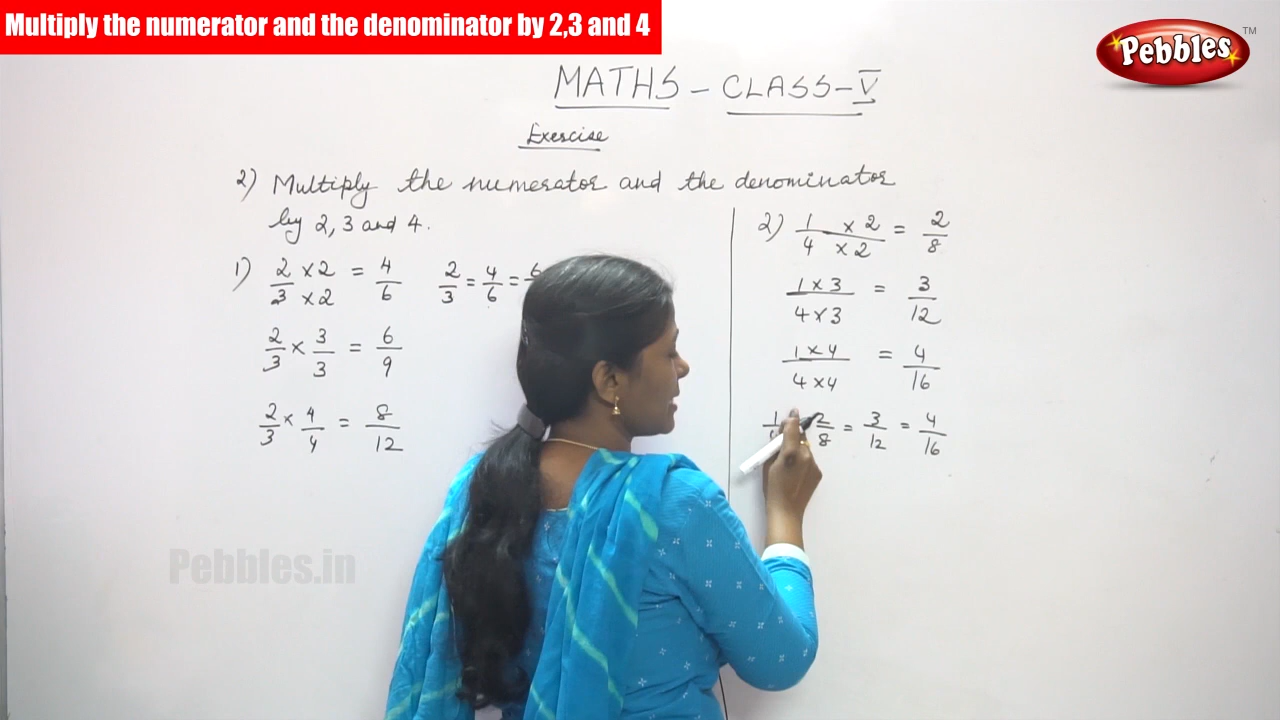 Multiply the numerator and the denominator by 2,3 and 4
Pebbles TM
MATHS - CLASS - V
Exercise
2) Multiply the numerator and the denominator
by 2, 3 and 4.
1) 2/3 × 2/× 2 = 4/6 2/3 = 4/6 = 6
2/3 × 3/3 = 6/9
2/3 × 4/4 = 8/12
2) 1/4 × 2/× 2 = 2/8
1 × 3/4 × 3 = 3/12
1 × 4/4 × 4 = 4/16
1 2/8 = 3/12 = 4/16
Pebbles.in